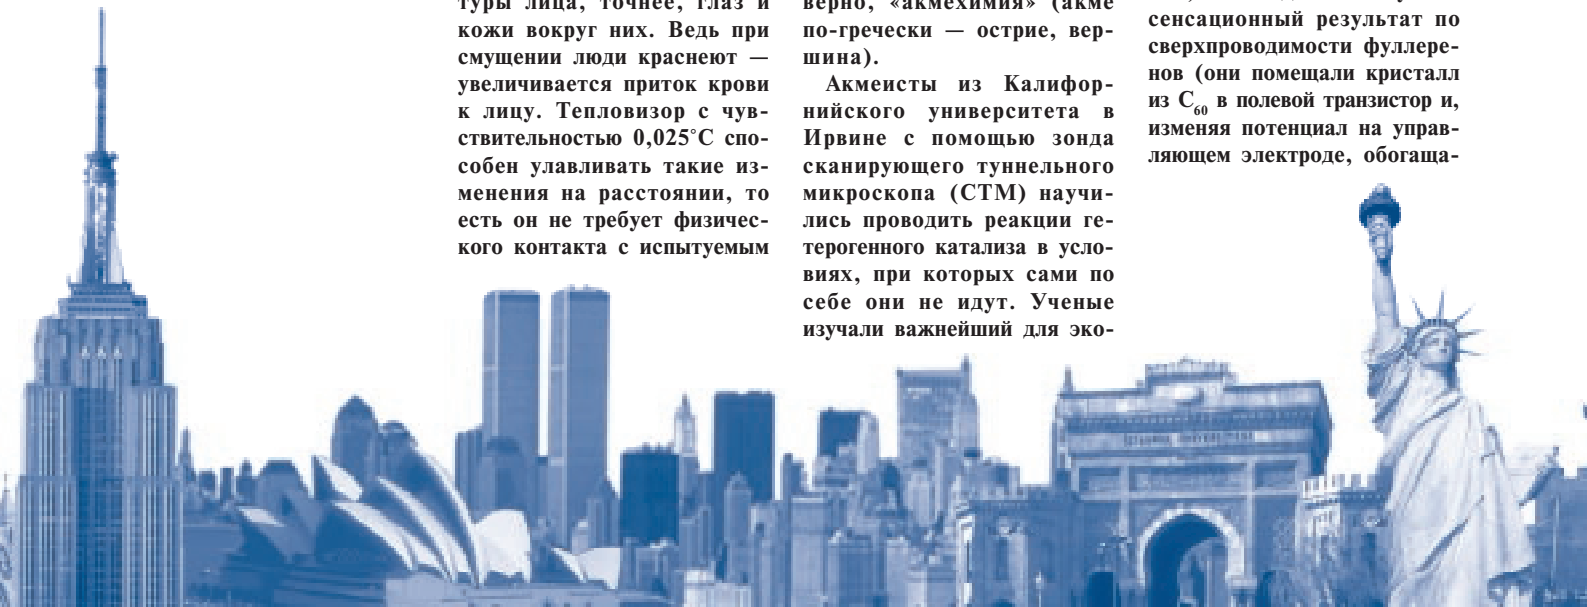 туры лица, точнее, глаз и
кожи вокруг них. Ведь при
смущении люди краснеют —
увеличивается приток крови
к лицу. Тепловизор с чув-
ствительностью 0,025°С спо-
собен улавливать такие из-
менения на расстоянии, то
есть он не требует физичес-
кого контакта с испытуемым
верно, «акмехимия» (акме
по-гречески — острие, вер-
шина).
Акмеисты из Калифор-
нийского университета в
Ирвине с помощью зонда
сканирующего туннельного
микроскопа (СТМ) научи-
лись проводить реакции ге-
терогенного катализа в усло-
виях, при которых сами по
себе они не идут. Ученые
изучали важнейший для эко-
сенсационный результат по
сверхпроводимости фуллере-
нов (они помещали кристалл
из С60 в полевой транзистор и,
изменяя потенциал на управ-
ляющем электроде, обогаща-